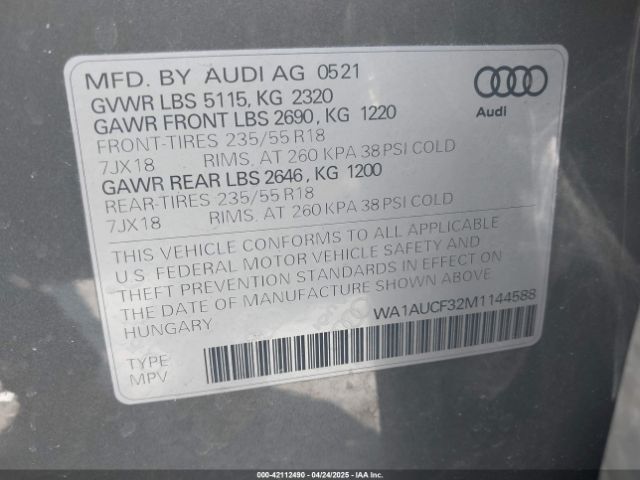 MFD. BY AUDI AG 0521
GVWR LBS 5115, KG 2320
GAWR FRONT LBS 2690, KG 1220
FRONT-TIRES 235/55 R18
7JX18 RIMS, AT 260 KPA 38 PSI COLD
GAWR REAR LBS 2646, KG 1200
REAR-TIRES 235/55 R18
7JX18 RIMS, AT 260 KPA 38 PSI COLD
Audi
THIS VEHICLE CONFORMS TO ALL APPLICABLE
U.S. FEDERAL MOTOR VEHICLE SAFETY AND
THEFT PREVENTION STANDARDS IN EFFECT ON
THE DATE OF MANUFACTURE SHOWN ABOVE
HUNGARY
WA1AUCF32M1144588
TYPE
MPV
000-42112490 - 04/24/2025 - IAAI.COM